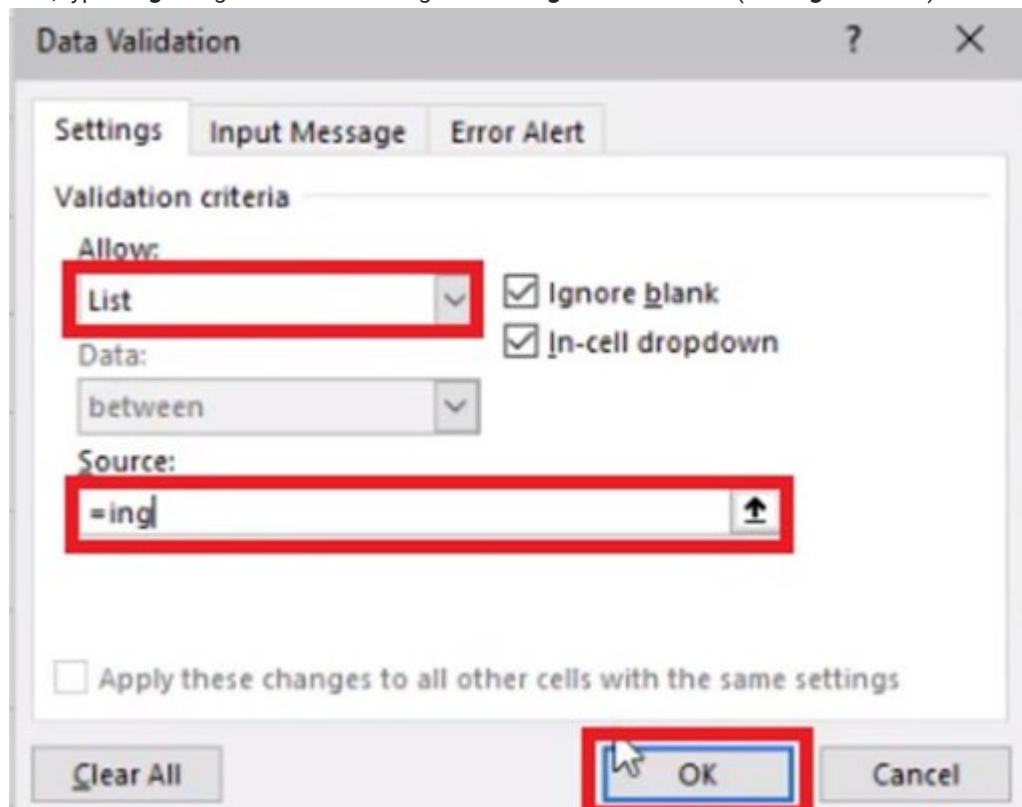 Data Validation ? X
Settings Input Message Error Alert
Validation criteria
Allow:
List
Ignore blank
In-cell dropdown
Data:
between
Source:
=ing
Apply these changes to all other cells with the same settings
Clear All OK Cancel